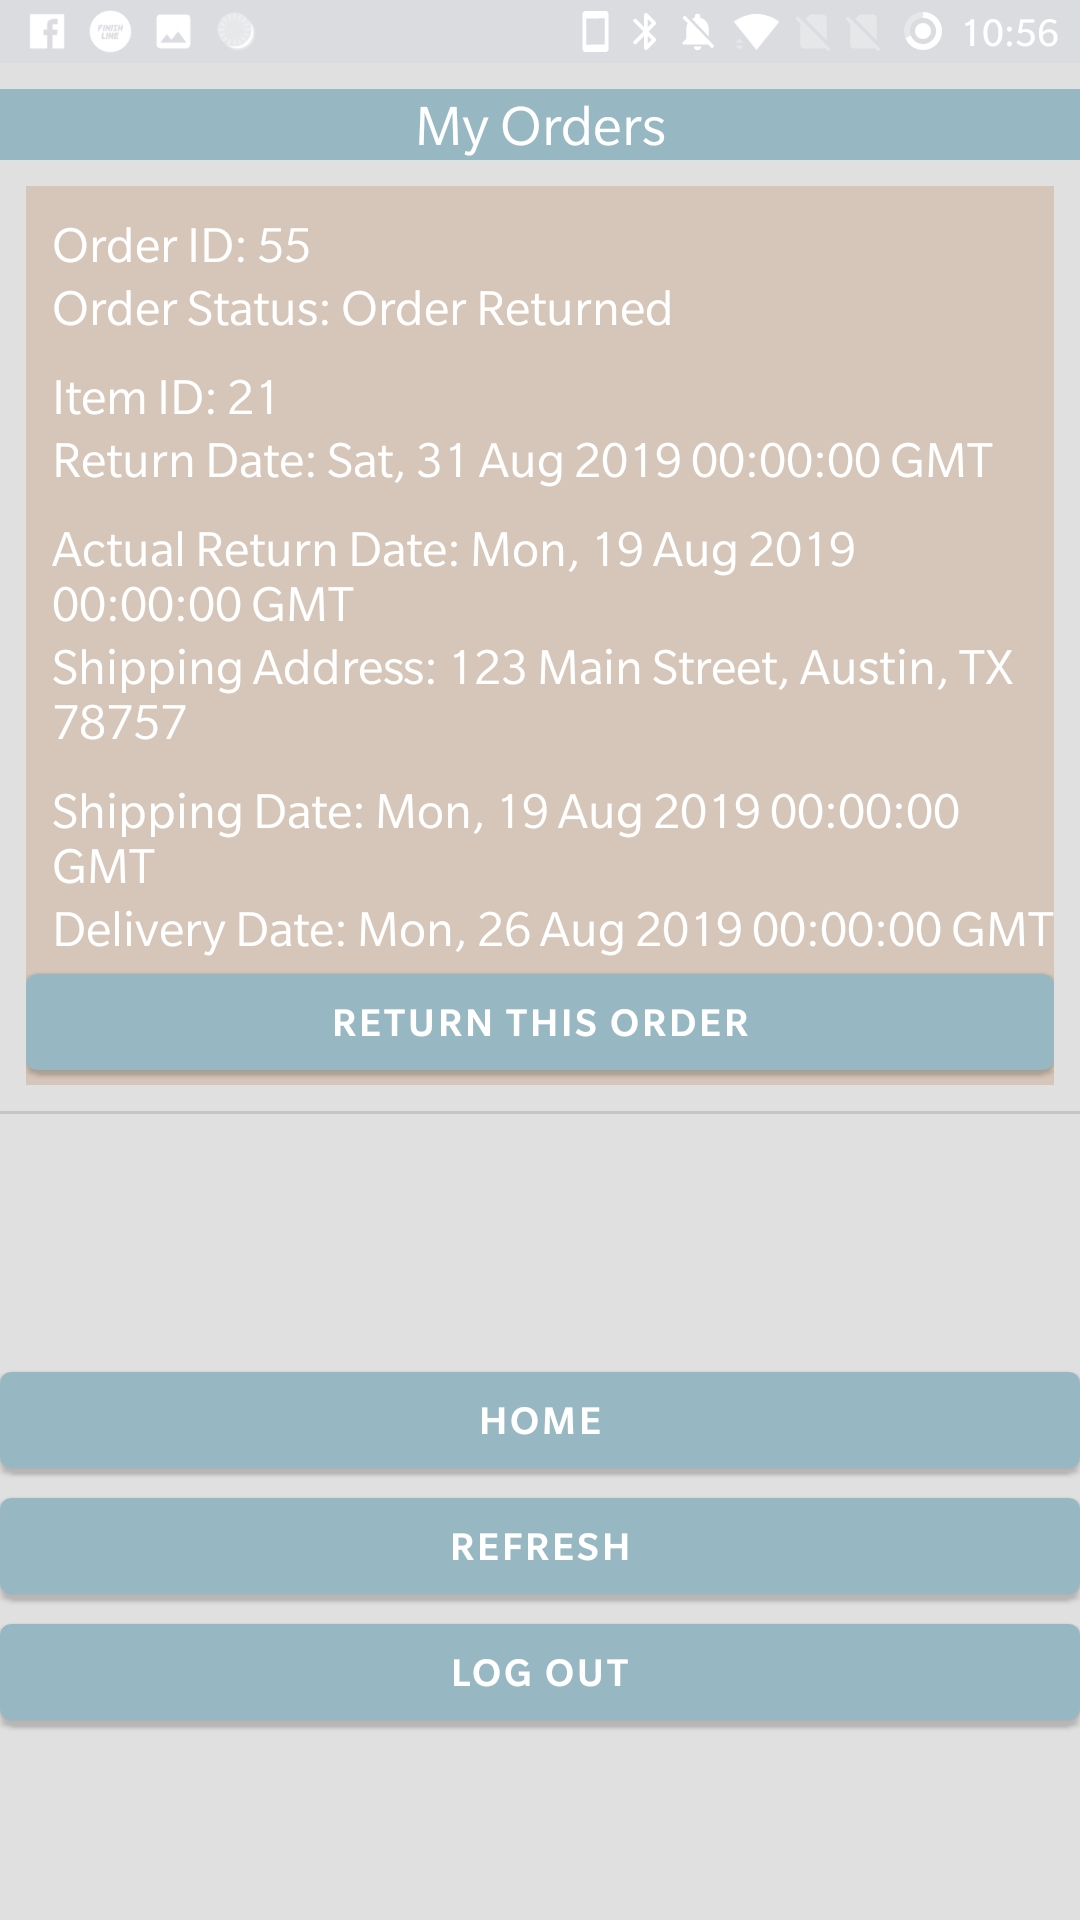 FINISH
LINE
10:56
My Orders
Order ID: 55
Order Status: Order Returned
Item ID: 21
Return Date: Sat, 31 Aug 2019 00:00:00 GMT
Actual Return Date: Mon, 19 Aug 2019
00:00:00 GMT
Shipping Address: 123 Main Street, Austin, TX
78757
Shipping Date: Mon, 19 Aug 2019 00:00:00
GMT
Delivery Date: Mon, 26 Aug 2019 00:00:00 GMT
RETURN THIS ORDER
HOME
REFRESH
LOG OUT